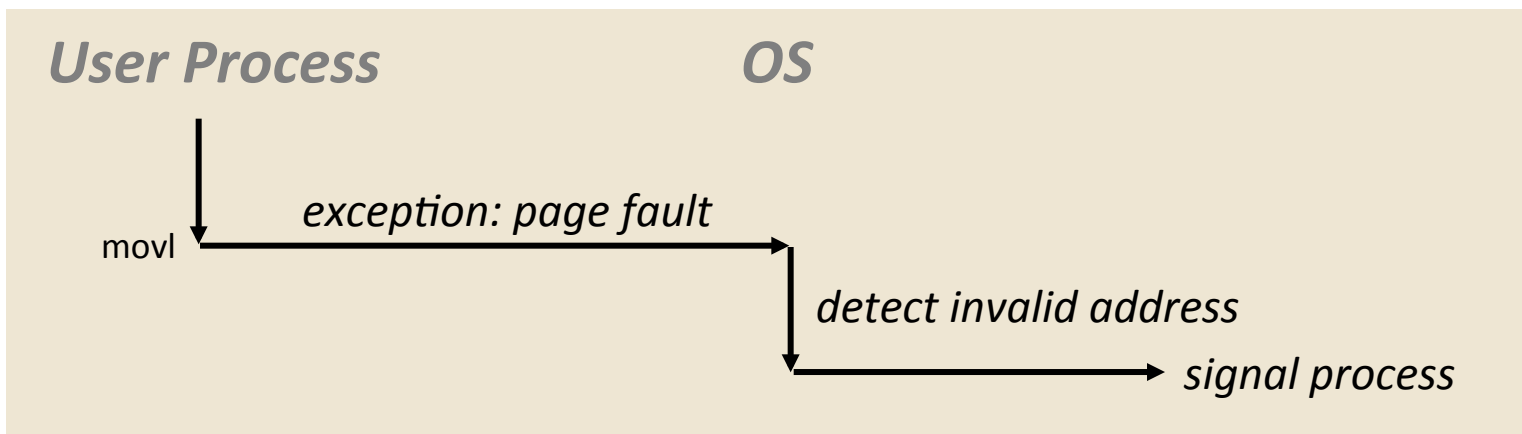 User Process OS
exception: page fault
movl
detect invalid address
signal process